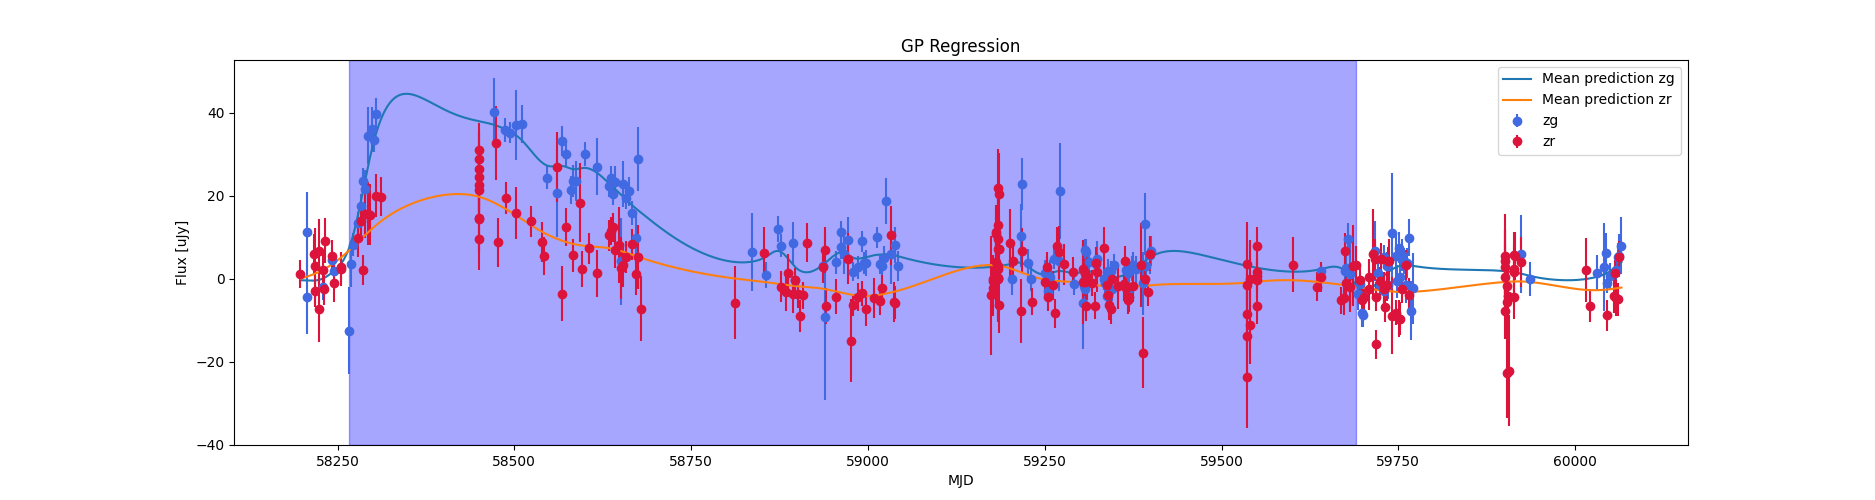 GP Regression
Flux [uJy]
40
20
0
−20
−40
58250 58500 58750 59000 59250 59500 59750 60000
MJD
Mean prediction zg
Mean prediction zr
zg
zr